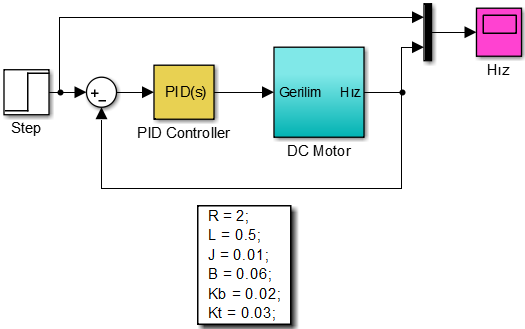 Step
+
−
PID(s)
PID Controller
Gerilim Hız
DC Motor
Hız
R = 2;
L = 0.5;
J = 0.01;
B = 0.06;
Kb = 0.02;
Kt = 0.03;